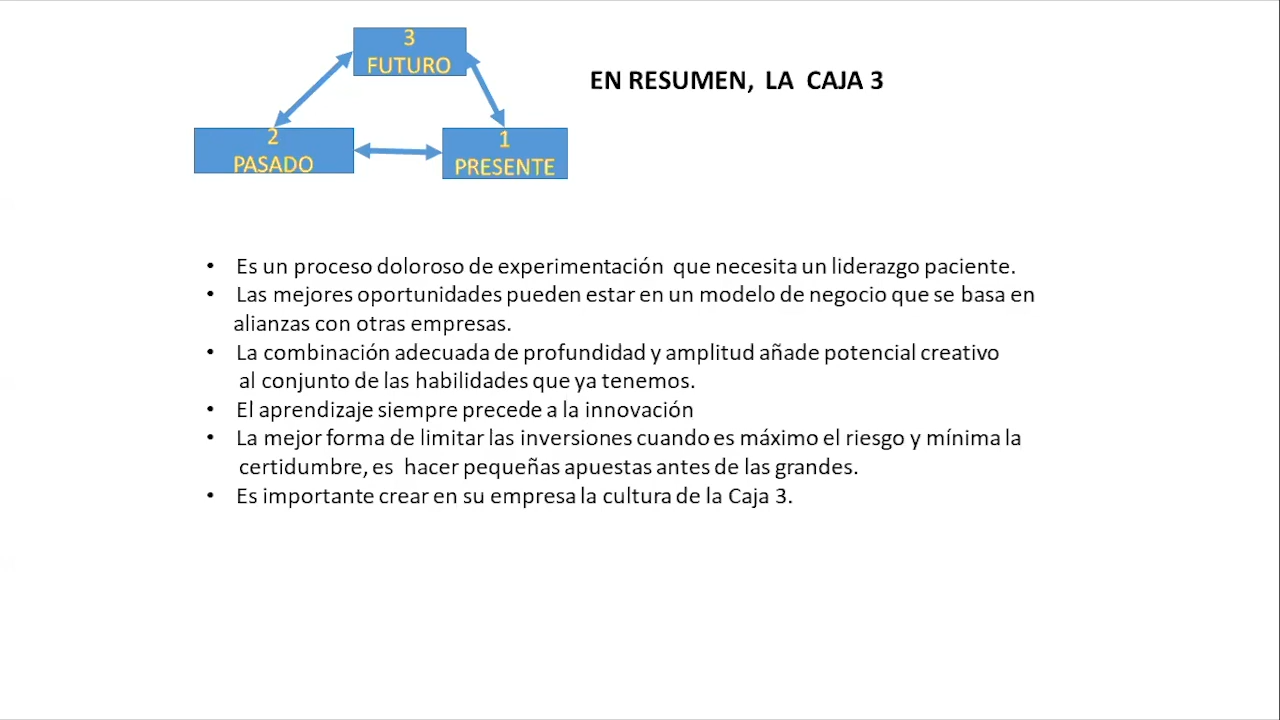 3
FUTURO
EN RESUMEN, LA CAJA 3
2
PASADO
1
PRESENTE
• Es un proceso doloroso de experimentación que necesita un liderazgo paciente.
• Las mejores oportunidades pueden estar en un modelo de negocio que se basa en
alianzas con otras empresas.
• La combinación adecuada de profundidad y amplitud añade potencial creativo
al conjunto de las habilidades que ya tenemos.
• El aprendizaje siempre precede a la innovación
• La mejor forma de limitar las inversiones cuando es máximo el riesgo y mínima la
certidumbre, es hacer pequeñas apuestas antes de las grandes.
• Es importante crear en su empresa la cultura de la Caja 3.